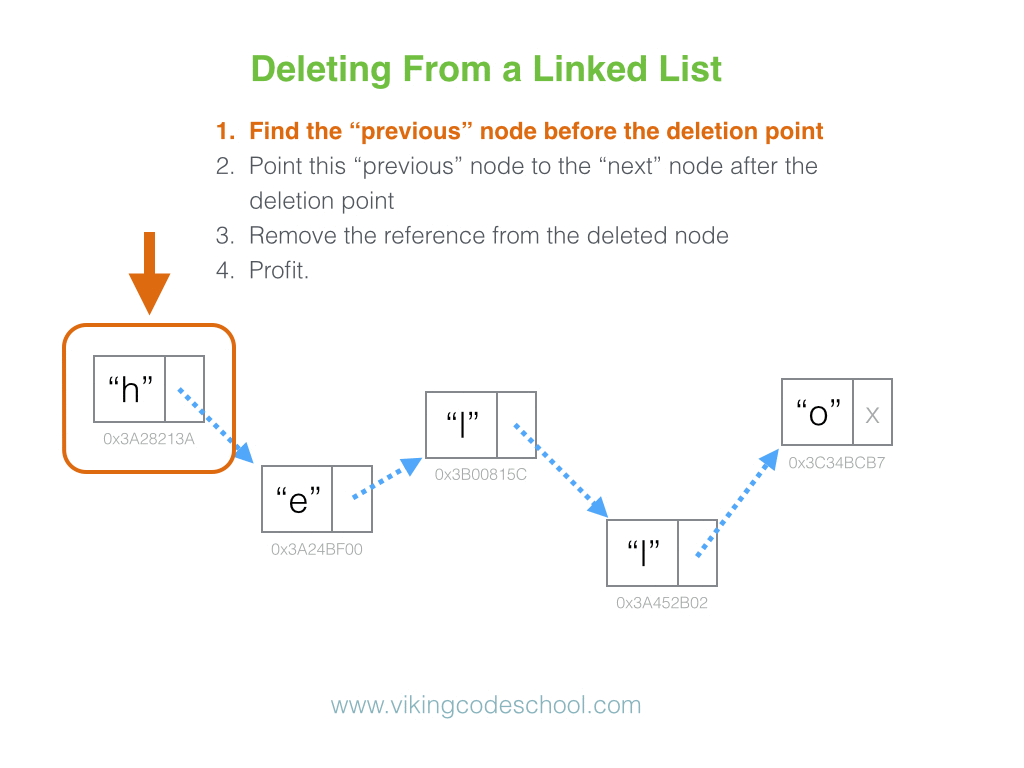 Deleting From a Linked List
1. Find the “previous” node before the deletion point
2. Point this “previous” node to the “next” node after the
deletion point
3. Remove the reference from the deleted node
4. Profit.
“h”
0x3A28213A
“e”
0x3A24BF00
“l”
0x3B00815C
“l”
0x3A452B02
“o” x
0x3C34BCB7
www.vikingcodeschool.com